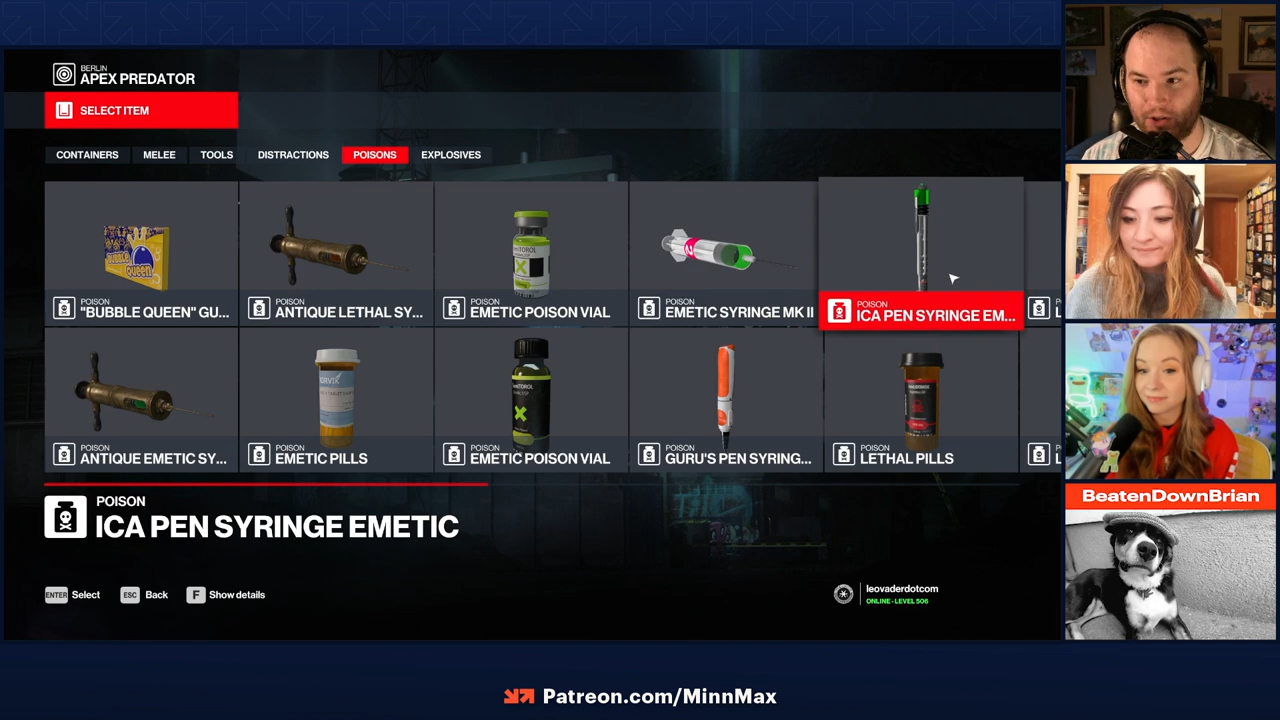 BERLIN
APEX PREDATOR
SELECT ITEM
CONTAINERS
MELEE
TOOLS
DISTRACTIONS
POISONS
EXPLOSIVES
POISON
"BUBBLE QUEEN" GU...
POISON
ANTIQUE LETHAL SY...
POISON
EMETIC POISON VIAL
POISON
EMETIC SYRINGE MK II
POISON
ICA PEN SYRINGE EM...
POISON
ANTIQUE EMETIC SY...
POISON
EMETIC PILLS
POISON
EMETIC POISON VIAL
POISON
GURU'S PEN SYRING...
POISON
LETHAL PILLS
POISON
ICA PEN SYRINGE EMETIC
ENTER Select
ESC Back
F Show details
leovaderdotcom
ONLINE - LEVEL 506
BeatenDownBrian
Patreon.com/MinnMax